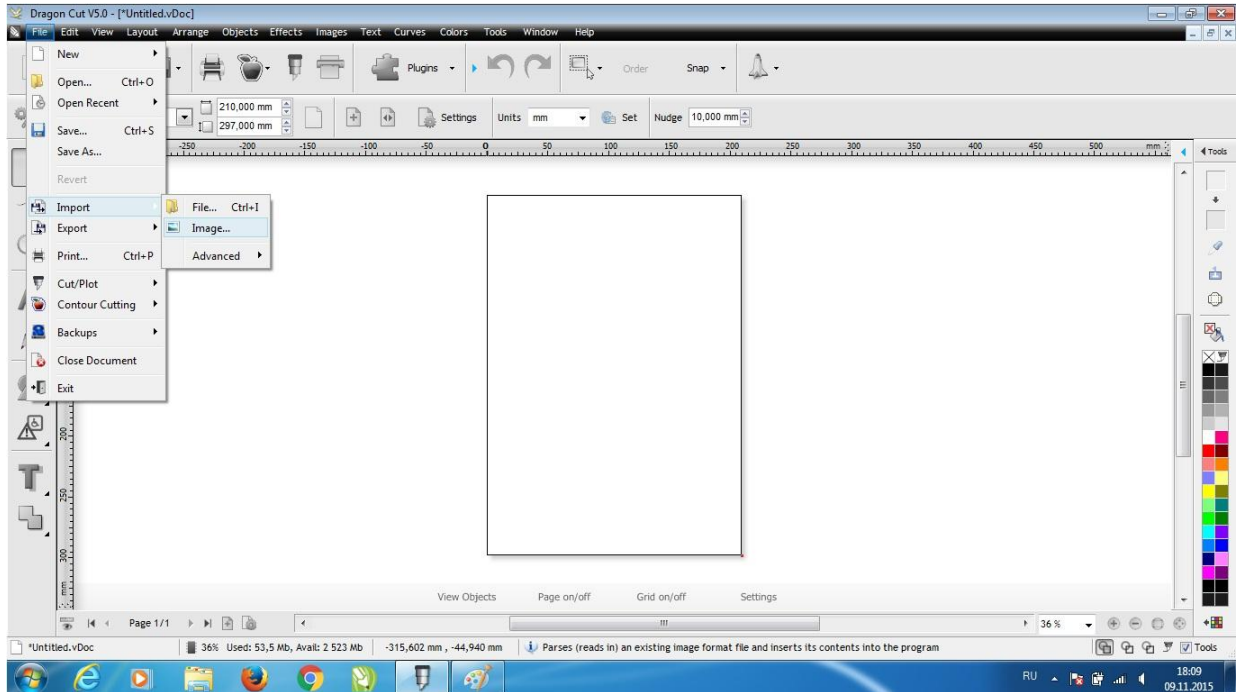 Dragon Cut V5.0 - [*Untitled.vDoc]
File Edit View Layout Arrange Objects Effects Images Text Curves Colors Tools Window Help
New
Open... Ctrl+O
Open Recent
Save... Ctrl+S
Save As...
Revert
Import
Export
Print... Ctrl+P
Cut/Plot
Contour Cutting
Backups
Close Document
Exit
File... Ctrl+I
Image...
Advanced
Plugins Order Snap
210,000 mm
297,000 mm
Settings Units mm Set Nudge 10,000 mm
-250 -200 -150 -100 -50 0 50 100 150 200 250 300 350 400 450 500 mm
Tools
200
250
300
mm
View Objects Page on/off Grid on/off Settings
Page 1/1 36 %
*Untitled.vDoc 36% Used: 53,5 Mb, Avail: 2 523 Mb -315,602 mm , -44,940 mm Parses (reads in) an existing image format file and inserts its contents into the program Tools
RU 18:09
09.11.2015